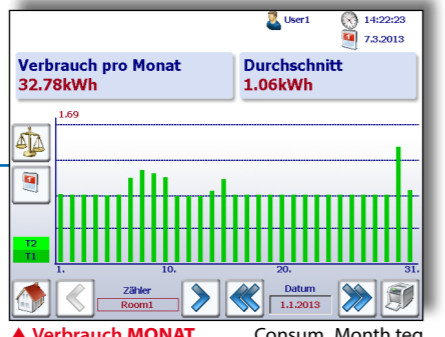 User1 14:22:23
7.3.2013
Verbrauch pro Monat Durchschnitt
32.78kWh 1.06kWh
1.69
T2
T1
1. 10. 20. 31.
Zähler Datum
Room1 1.1.2013
▲ Verbrauch MONAT Consum. Month teg